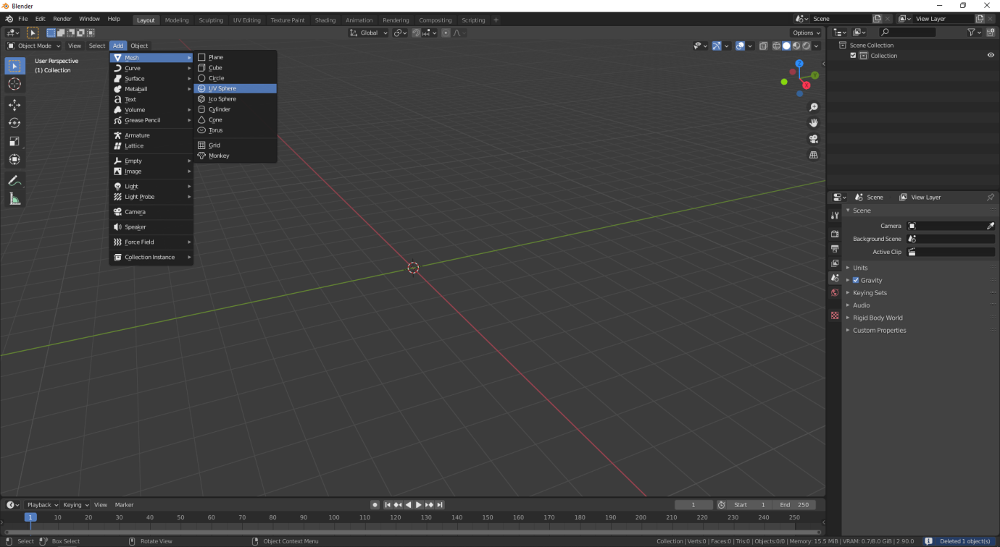 Blender
File Edit Render Window Help Layout Modeling Sculpting UV Editing Texture Paint Shading Animation Rendering Compositing Scripting + Scene View Layer
Global Options
Object Mode View Select Add Object
User Perspective
(1) Collection
Mesh
Curve
Surface
Metaball
Text
Volume
Grease Pencil
Armature
Lattice
Empty
Image
Light
Light Probe
Camera
Speaker
Force Field
Collection Instance
Plane
Cube
Circle
UV Sphere
Ico Sphere
Cylinder
Cone
Torus
Grid
Monkey
Z
Y
X
Scene Collection
Collection
Scene View Layer
Scene
Camera
Background Scene
Active Clip
Units
Gravity
Keying Sets
Audio
Rigid Body World
Custom Properties
Playback Keying View Marker 1 Start 1 End 250
1 10 20 30 40 50 60 70 80 90 100 110 120 130 140 150 160 170 180 190 200 210 220 230 240 250
Select Box Select Rotate View Object Context Menu Collection | Verts:0 | Faces:0 | Tris:0 | Objects:0/0 | Memory: 15.5 MiB | VRAM: 0.7/8.0 GiB | 2.90.0 Deleted 1 object(s)